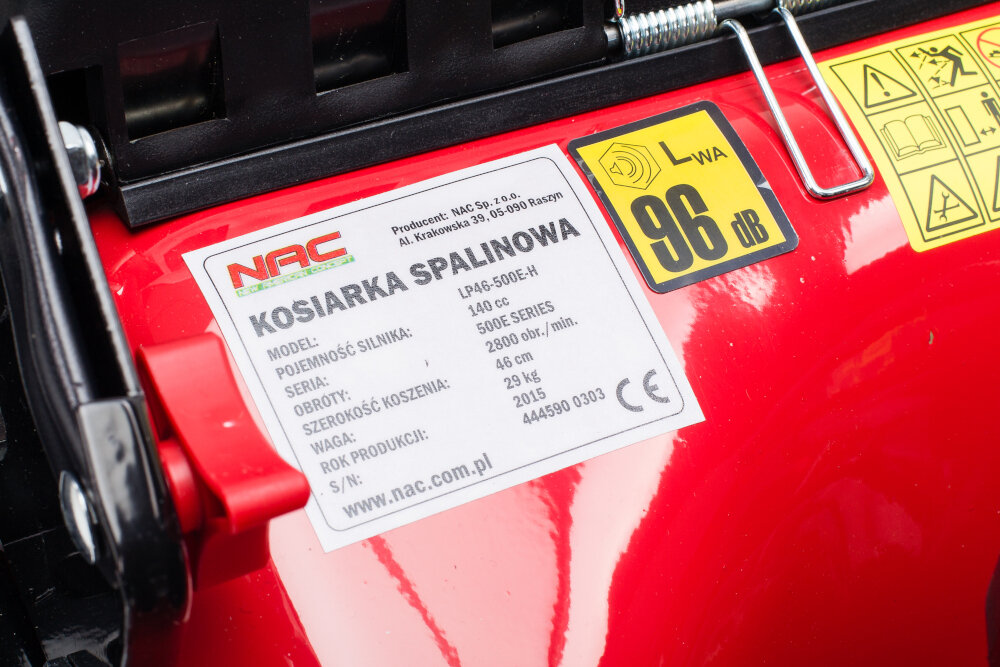 NAC
NEW AMERICAN CONCEPT
Producent: NAC Sp. z o.o.
Al. Krakowska 39, 05-090 Raszyn
KOSIARKA SPALINOWA
MODEL: LP46-500E-H
POJEMNOŚĆ SILNIKA: 140 cc
SERIA: 500E SERIES
OBROTY: 2800 obr./min.
SZEROKOŚĆ KOSZENIA: 46 cm
WAGA: 29 kg
ROK PRODUKCJI: 2015
S/N: 444590 0303
CE
www.nac.com.pl
LWA
96 dB